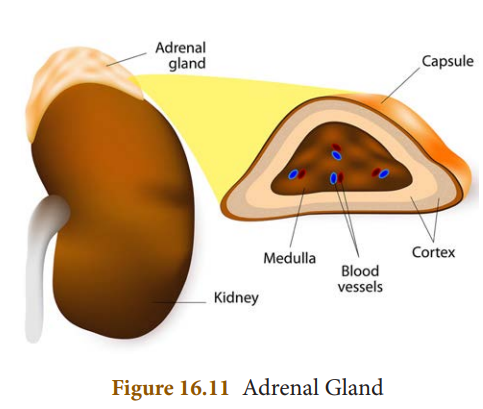 Adrenal
gland
Capsule
Medulla
Blood
vessels
Cortex
Kidney
Figure 16.11 Adrenal Gland